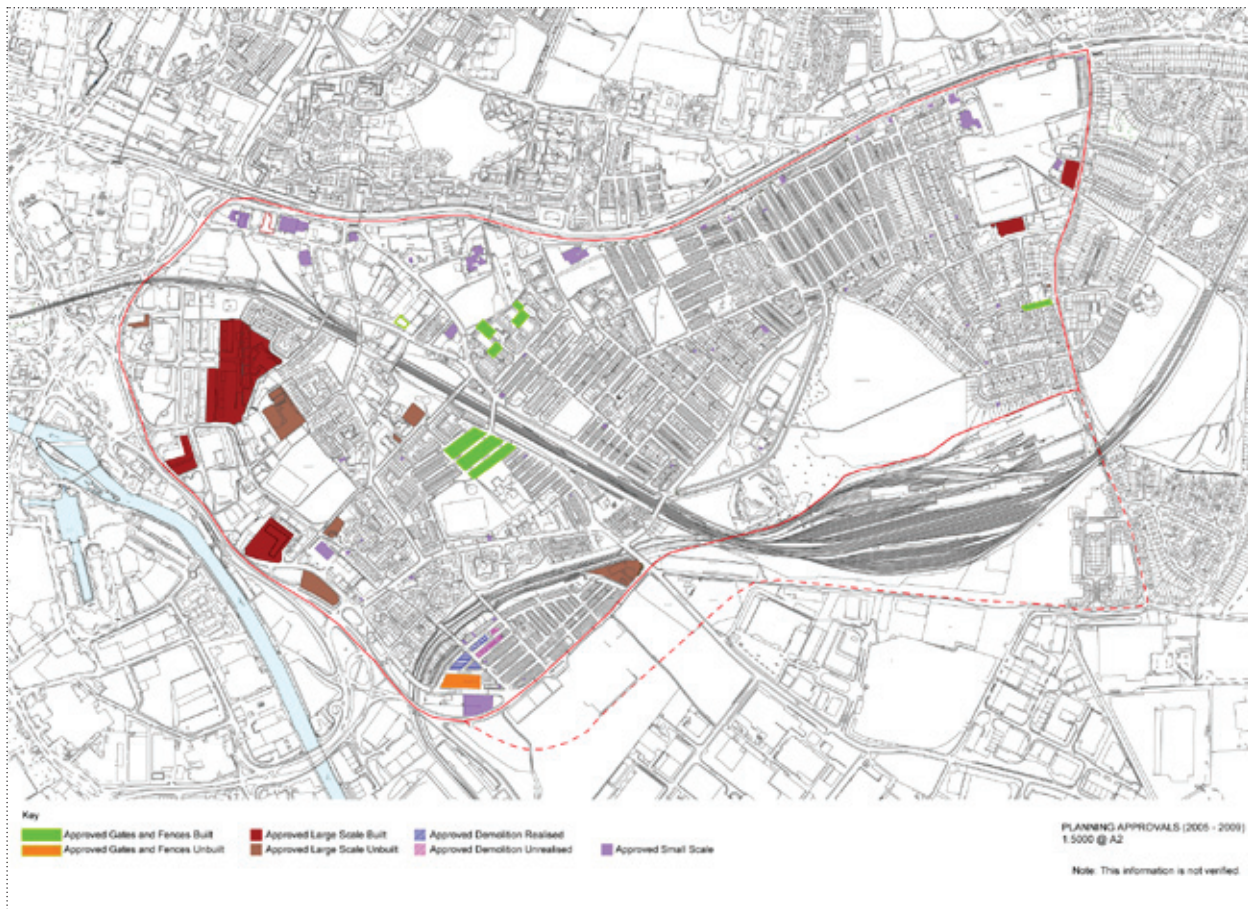 Key
Approved Gates and Fences Built
Approved Large Scale Built
Approved Demolition Realised
Approved Gates and Fences Unbuilt
Approved Large Scale Unbuilt
Approved Demolition Unrealised
Approved Small Scale
PLANNING APPROVALS (2005 - 2009)
1:5000 @ A2
Note: This information is not verified.